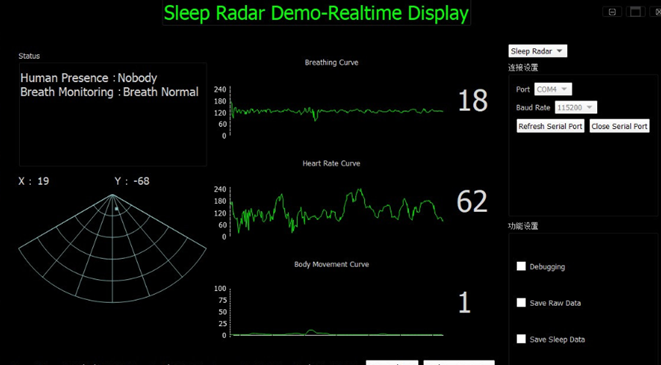 Sleep Radar Demo-Realtime Display
Status
Human Presence :Nobody
Breath Monitoring :Breath Normal
X : 19
Y : -68
Breathing Curve
240
180
120
60
0
18
Heart Rate Curve
240
180
120
60
0
62
Body Movement Curve
100
75
50
25
0
1
Sleep Radar
连接设置
Port COM4
Baud Rate 115200
Refresh Serial Port Close Serial Port
功能设置
Debugging
Save Raw Data
Save Sleep Data